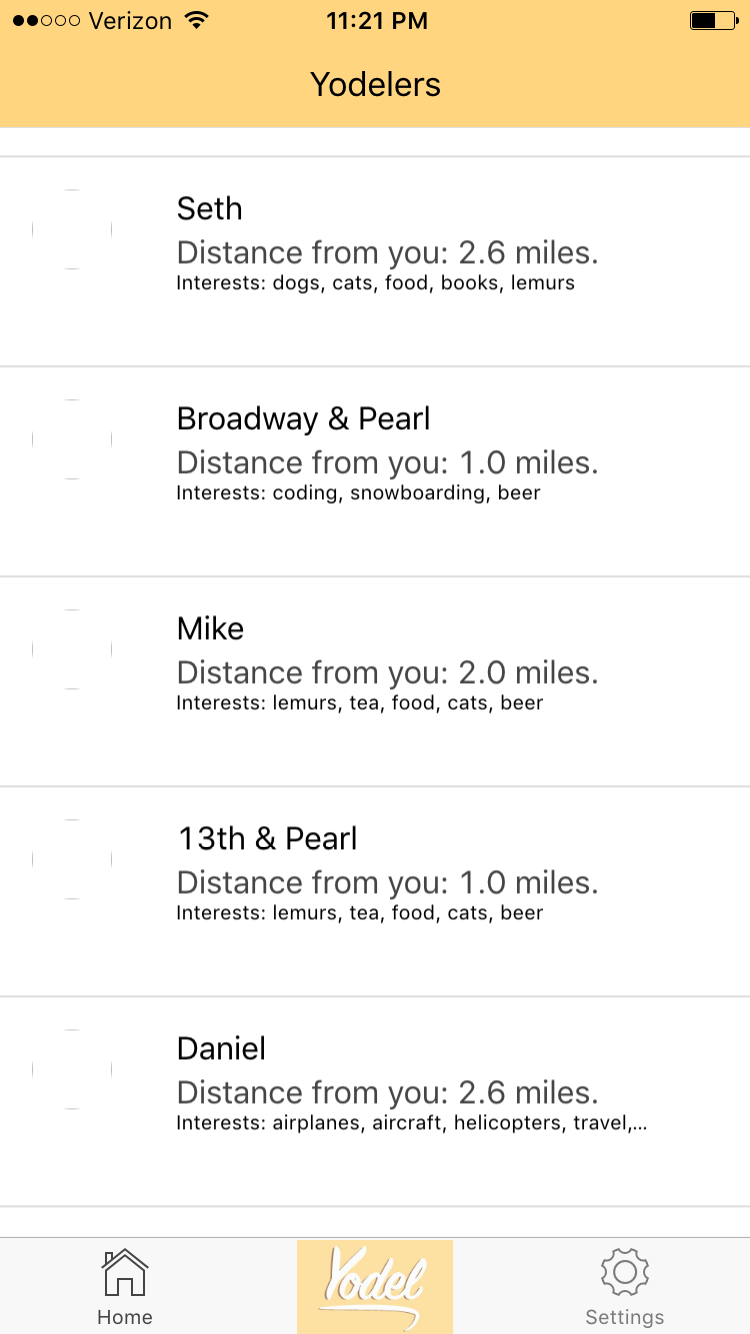 Verizon 11:21 PM
Yodelers
Seth
Distance from you: 2.6 miles.
Interests: dogs, cats, food, books, lemurs
Broadway & Pearl
Distance from you: 1.0 miles.
Interests: coding, snowboarding, beer
Mike
Distance from you: 2.0 miles.
Interests: lemurs, tea, food, cats, beer
13th & Pearl
Distance from you: 1.0 miles.
Interests: lemurs, tea, food, cats, beer
Daniel
Distance from you: 2.6 miles.
Interests: airplanes, aircraft, helicopters, travel,...
Yodel
Home Settings